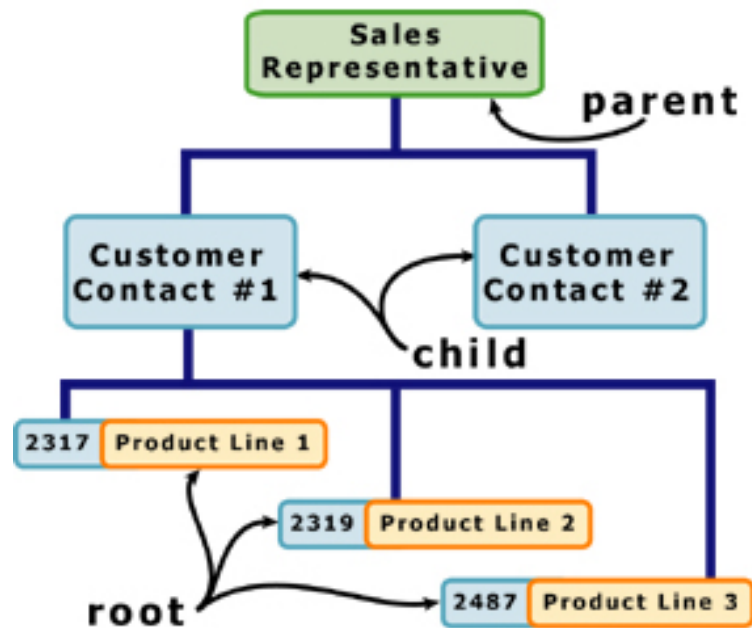 Sales
Representative
parent
Customer
Contact #1
Customer
Contact #2
child
2317 Product Line 1
2319 Product Line 2
root
2487 Product Line 3